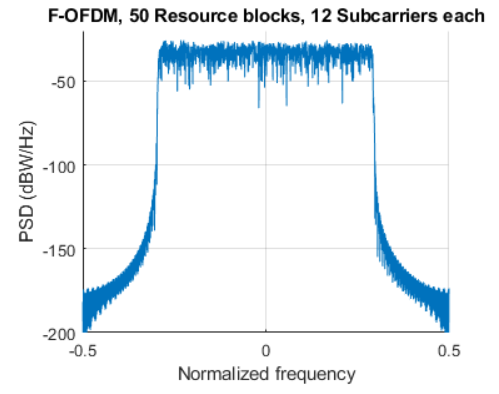 F-OFDM, 50 Resource blocks, 12 Subcarriers each
-50
-100
-150
-200
-0.5
0
0.5
PSD (dBW/Hz)
Normalized frequency